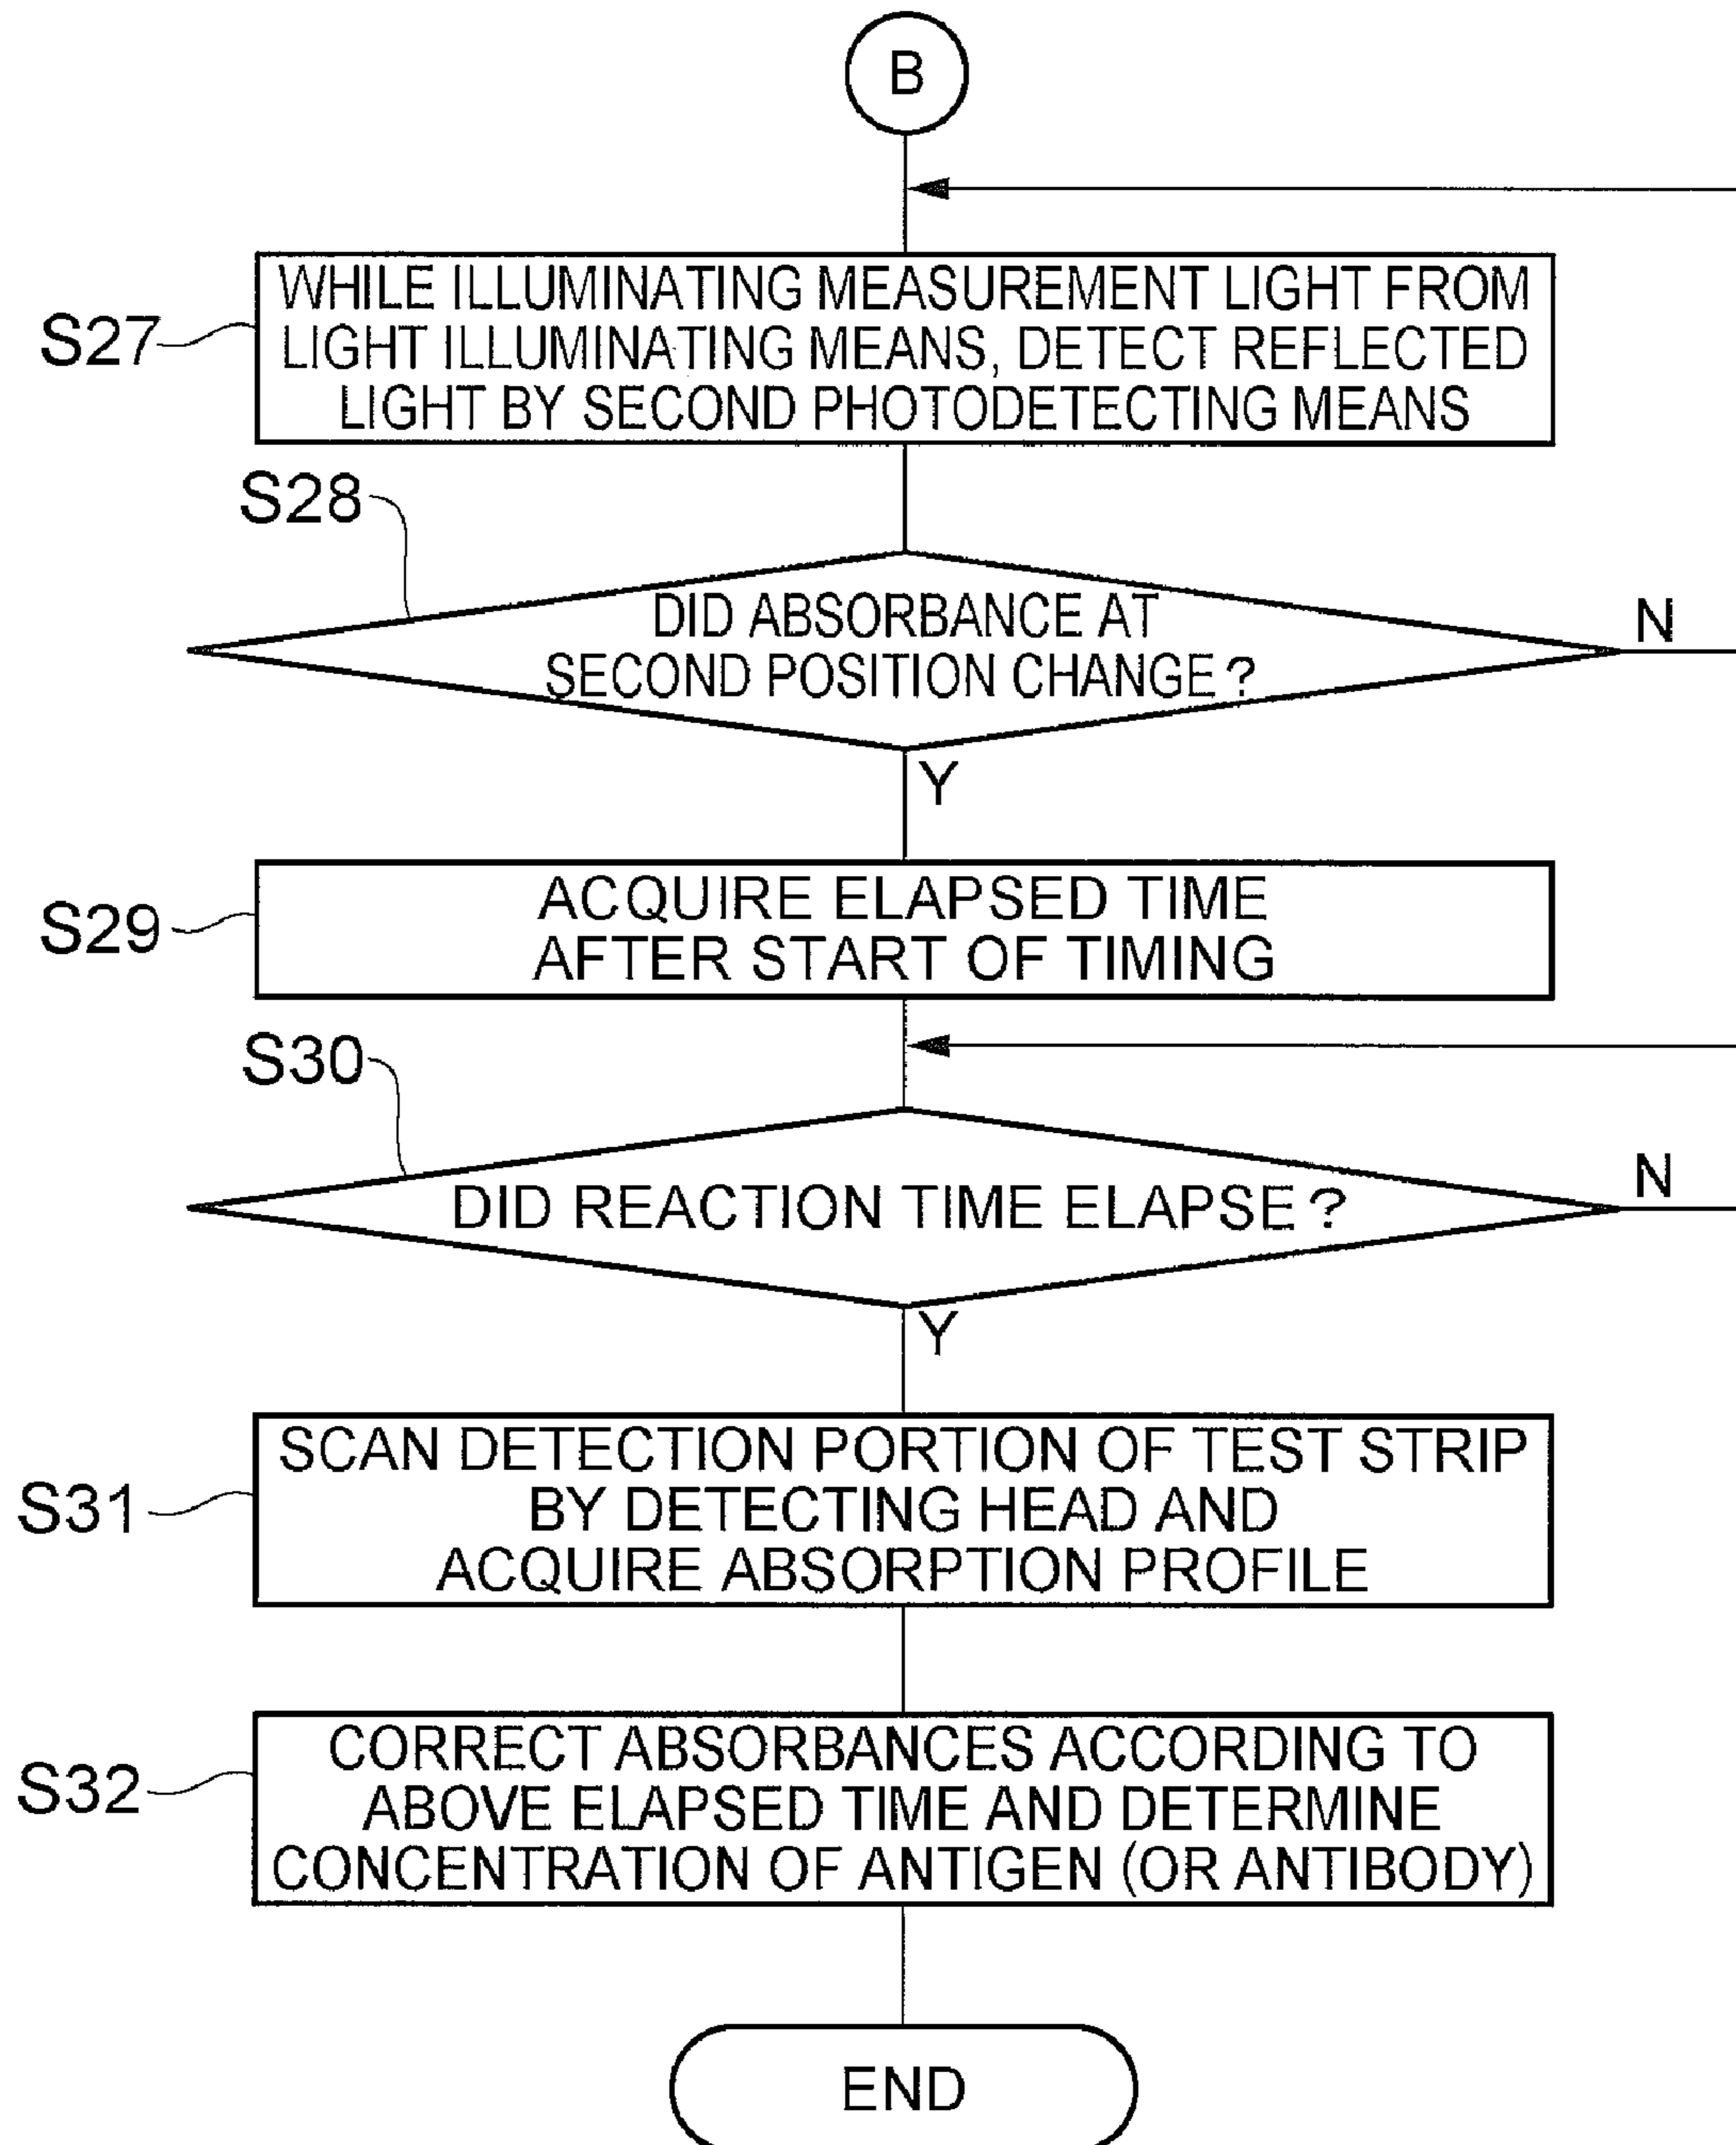 B
S27
WHILE ILLUMINATING MEASUREMENT LIGHT FROM
LIGHT ILLUMINATING MEANS, DETECT REFLECTED
LIGHT BY SECOND PHOTODETECTING MEANS
S28
DID ABSORBANCE AT
SECOND POSITION CHANGE?
N
Y
S29
ACQUIRE ELAPSED TIME
AFTER START OF TIMING
S30
DID REACTION TIME ELAPSE?
N
Y
S31
SCAN DETECTION PORTION OF TEST STRIP
BY DETECTING HEAD AND
ACQUIRE ABSORPTION PROFILE
S32
CORRECT ABSORBANCES ACCORDING TO
ABOVE ELAPSED TIME AND DETERMINE
CONCENTRATION OF ANTIGEN (OR ANTIBODY)
END